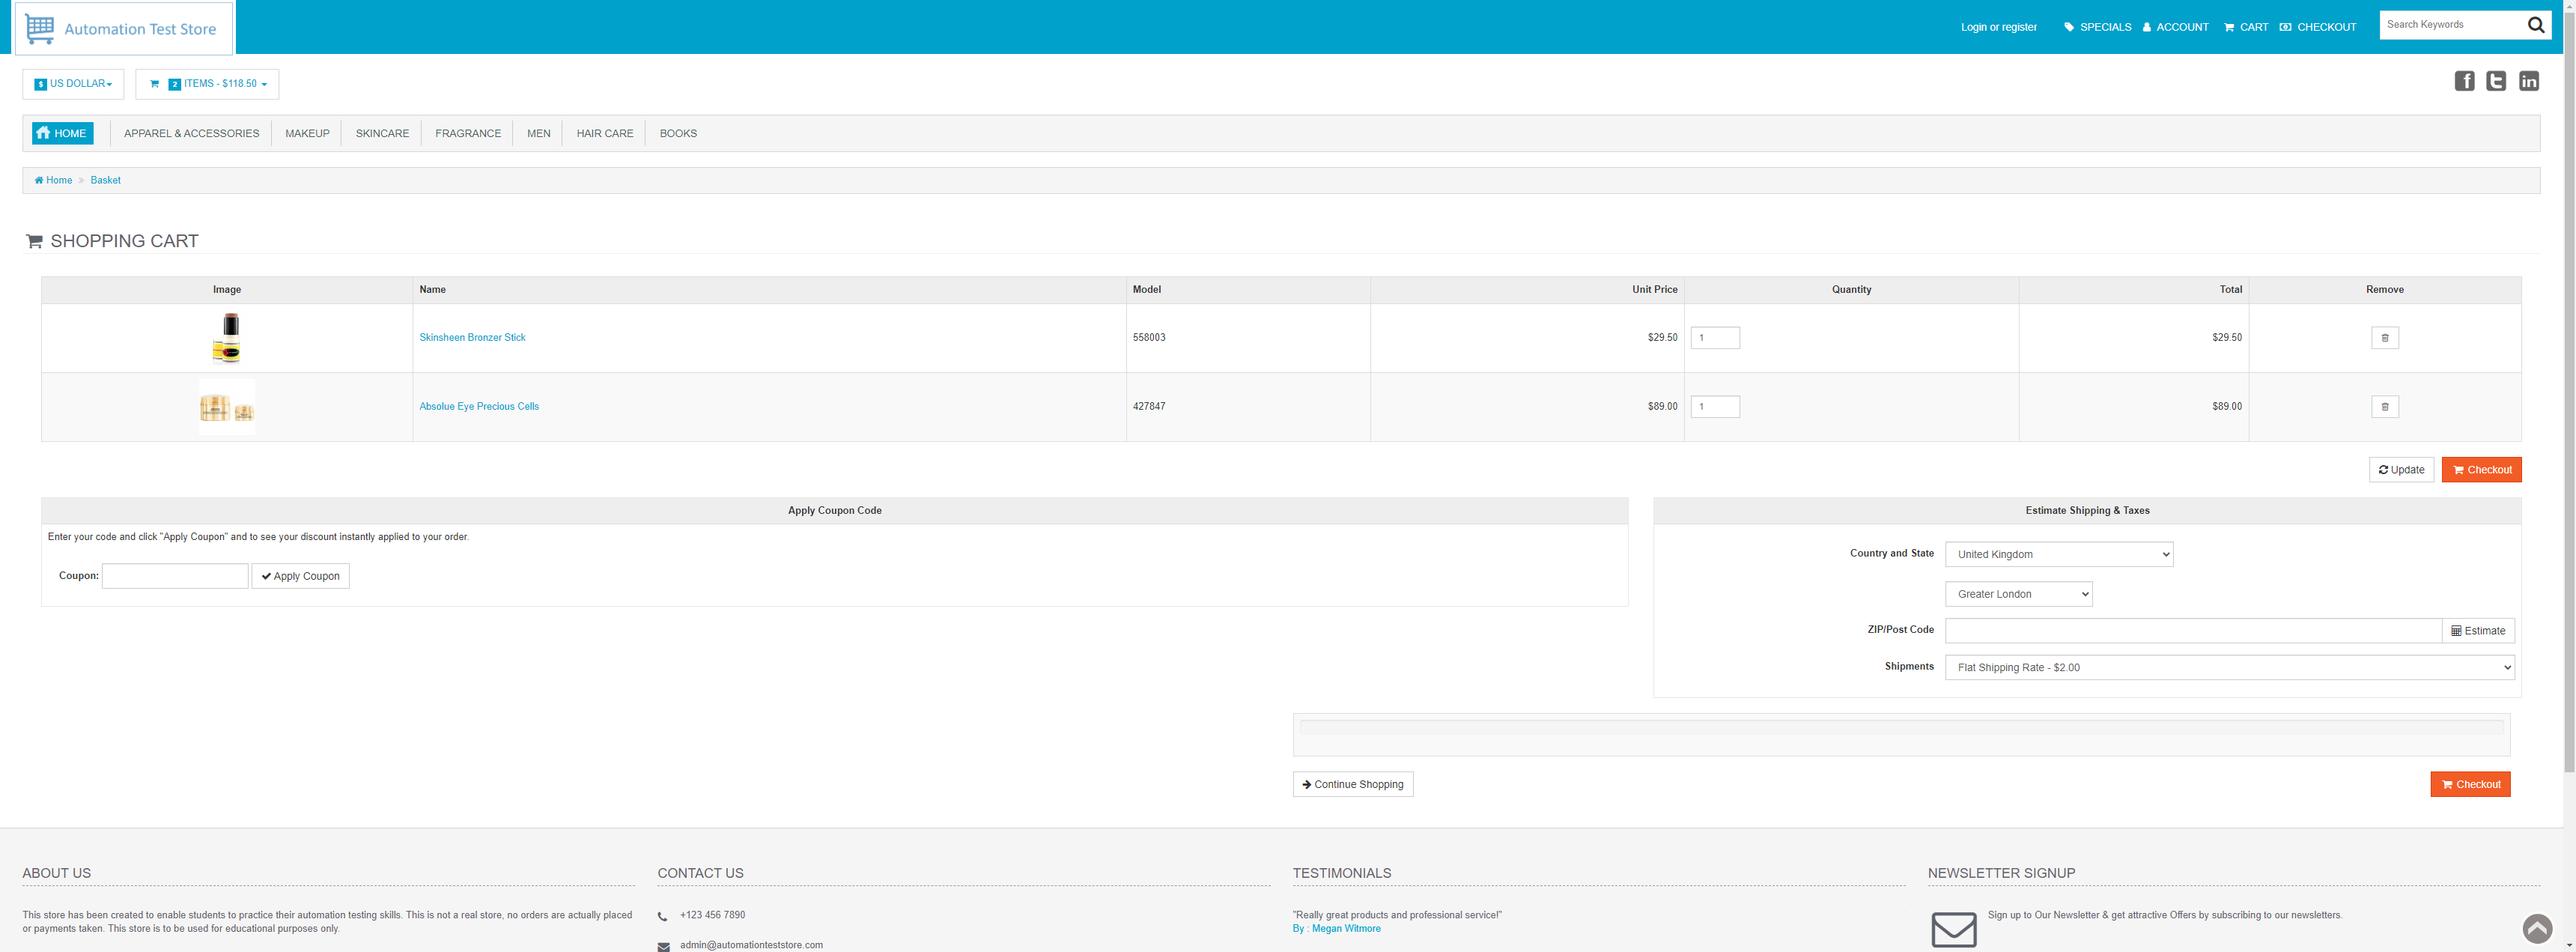 Automation Test Store
Login or register SPECIALS ACCOUNT CART CHECKOUT Search Keywords
$ US DOLLAR 2 ITEMS - $118.50
HOME APPAREL & ACCESSORIES MAKEUP SKINCARE FRAGRANCE MEN HAIR CARE BOOKS
Home » Basket
SHOPPING CART
Image Name Model Unit Price Quantity Total Remove
Skinsheen Bronzer Stick 558003 $29.50 1 $29.50
Absolue Eye Precious Cells 427847 $89.00 1 $89.00
Update Checkout
Apply Coupon Code
Enter your code and click "Apply Coupon" and to see your discount instantly applied to your order.
Coupon: Apply Coupon
Estimate Shipping & Taxes
Country and State United Kingdom
Greater London
ZIP/Post Code Estimate
Shipments Flat Shipping Rate - $2.00
Continue Shopping Checkout
ABOUT US
This store has been created to enable students to practice their automation testing skills. This is not a real store, no orders are actually placed
or payments taken. This store is to be used for educational purposes only.
CONTACT US
+123 456 7890
admin@automationteststore.com
TESTIMONIALS
"Really great products and professional service!"
By : Megan Witmore
NEWSLETTER SIGNUP
Sign up to Our Newsletter & get attractive Offers by subscribing to our newsletters.